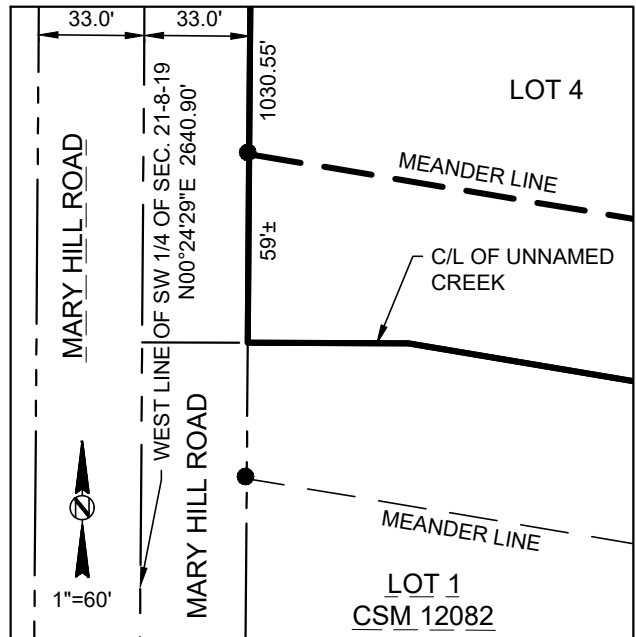 33.0'
33.0'
1030.55'
LOT 4
MARY HILL ROAD
WEST LINE OF SW 1/4 OF SEC. 21-8-19
N00°24'29"E 2640.90'
MEANDER LINE
59'±
C/L OF UNNAMED
CREEK
MARY HILL ROAD
N
MEANDER LINE
1"=60'
LOT 1
CSM 12082